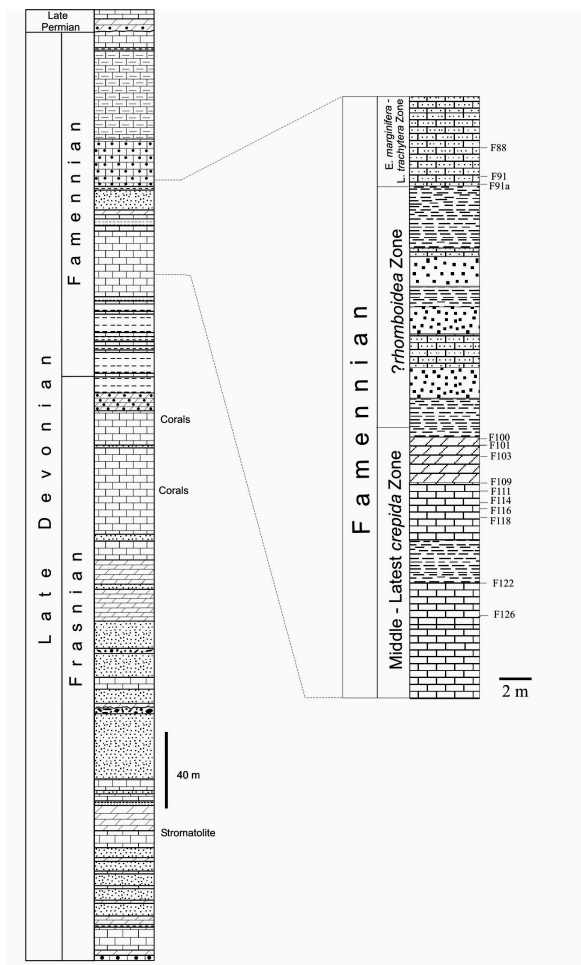 Late
Permian
Late Devonian
Famennian
Frasnian
Corals
Corals
40 m
Stromatolite
Famennian
E. marginifera -
L. trachytera Zone
?rhomboidea Zone
Middle - Latest crepida Zone
F88
F91
F91a
F100
F101
F103
F109
F111
F114
F116
F118
F122
F126
2 m